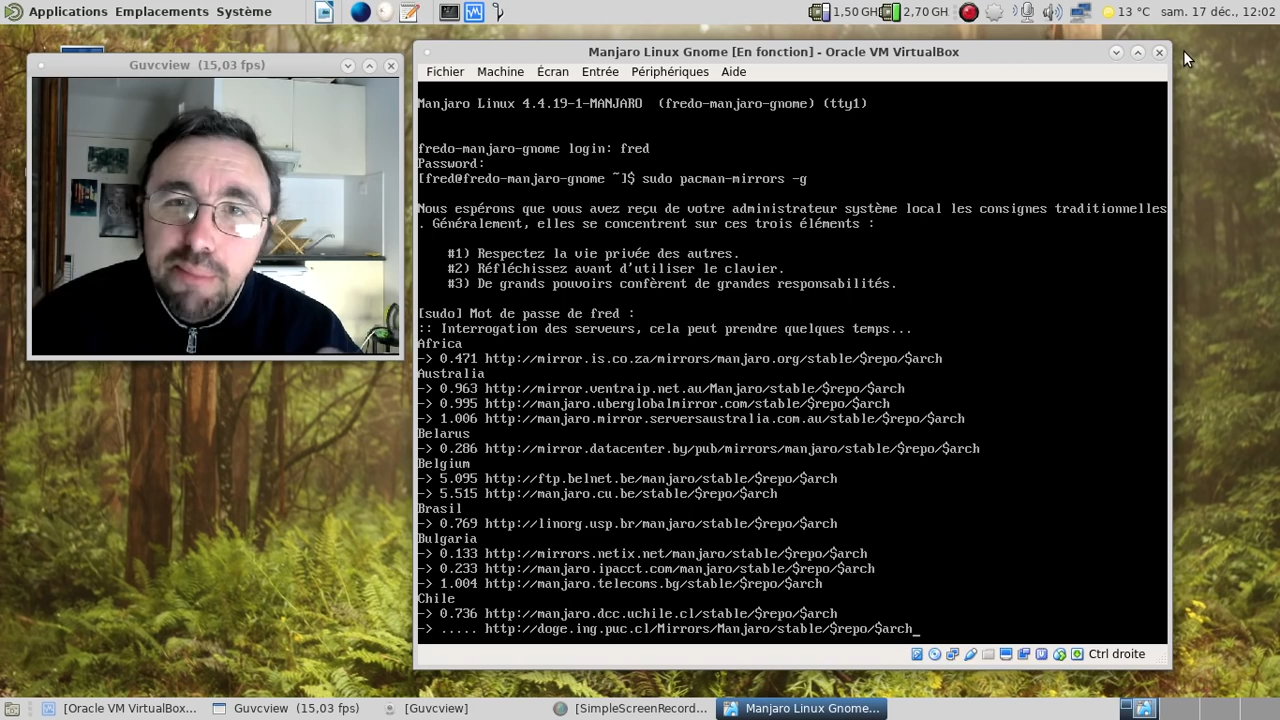 Applications Emplacements Système
1,50 GH 2,70 GH 13 °C sam. 17 déc., 12:02
Guvcview (15,03 fps)
Manjaro Linux Gnome [En fonction] - Oracle VM VirtualBox
Fichier Machine Écran Entrée Périphériques Aide
Manjaro Linux 4.4.19-1-MANJARO (fredo-manjaro-gnome) (tty1)
fredo-manjaro-gnome login: fred
Password:
[fred@fredo-manjaro-gnome ~]$ sudo pacman-mirrors -g
Nous espérons que vous avez reçu de votre administrateur système local les consignes traditionnelles
. Généralement, elles se concentrent sur ces trois éléments :
#1) Respectez la vie privée des autres.
#2) Réfléchissez avant d'utiliser le clavier.
#3) De grands pouvoirs confèrent de grandes responsabilités.
[sudo] Mot de passe de fred :
:: Interrogation des serveurs, cela peut prendre quelques temps...
Africa
-> 0.471 http://mirror.is.co.za/mirrors/manjaro.org/stable/$repo/$arch
Australia
-> 0.963 http://mirror.ventraip.net.au/Manjaro/stable/$repo/$arch
-> 0.995 http://manjaro.uberglobalmirror.com/stable/$repo/$arch
-> 1.006 http://manjaro.mirror.serversaustralia.com.au/stable/$repo/$arch
Belarus
-> 0.286 http://mirror.datacenter.by/pub/mirrors/manjaro/stable/$repo/$arch
Belgium
-> 5.095 http://ftp.belnet.be/manjaro/stable/$repo/$arch
-> 5.515 http://manjaro.cu.be/stable/$repo/$arch
Brasil
-> 0.769 http://linorg.usp.br/manjaro/stable/$repo/$arch
Bulgaria
-> 0.133 http://mirrors.netix.net/manjaro/stable/$repo/$arch
-> 0.233 http://manjaro.ipacct.com/manjaro/stable/$repo/$arch
-> 1.004 http://manjaro.telecoms.bg/stable/$repo/$arch
Chile
-> 0.736 http://manjaro.dcc.uchile.cl/stable/$repo/$arch
-> ..... http://doge.ing.puc.cl/Mirrors/Manjaro/stable/$repo/$arch_
Ctrl droite
[Oracle VM VirtualBox... Guvcview (15,03 fps) [Guvcview] [SimpleScreenRecord... Manjaro Linux Gnome...